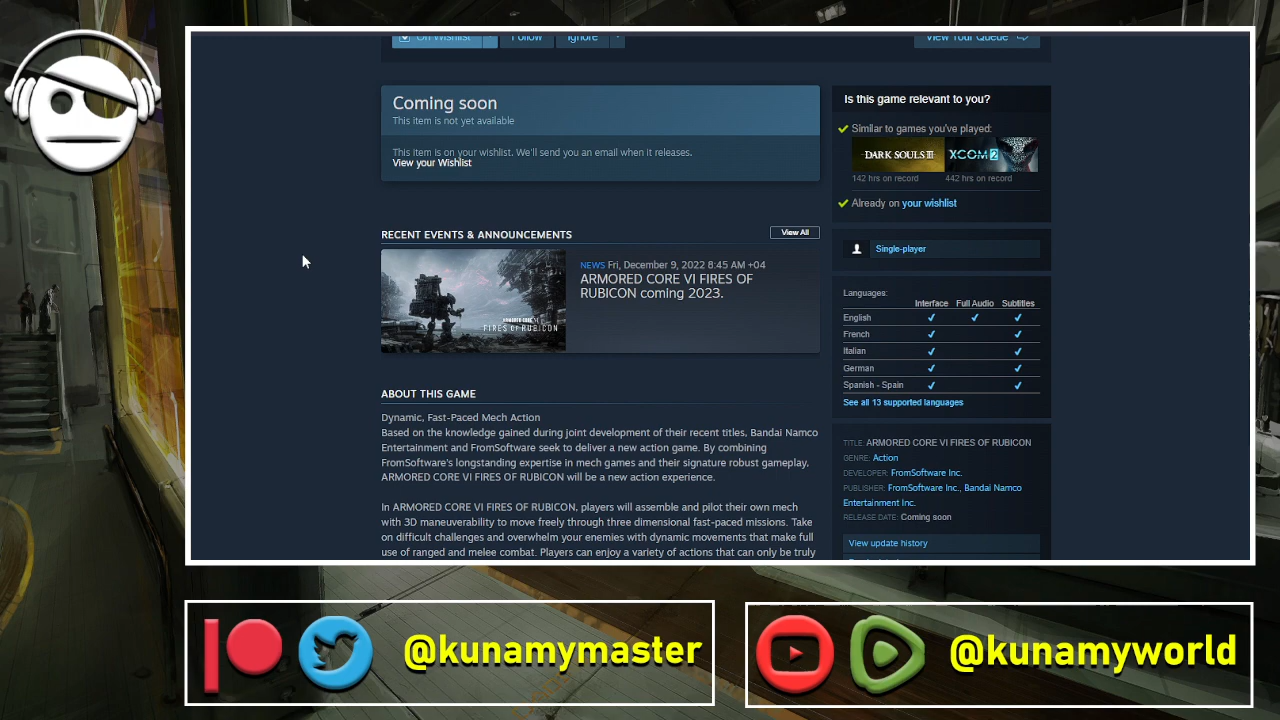 On Wishlist
Follow
Ignore
View Your Queue
Coming soon
This item is not yet available
This item is on your wishlist. We'll send you an email when it releases.
View your Wishlist
RECENT EVENTS & ANNOUNCEMENTS
View All
NEWS Fri, December 9, 2022 8:45 AM +04
ARMORED CORE VI FIRES OF
RUBICON coming 2023.
FIRES OF RUBICON
ABOUT THIS GAME
Dynamic, Fast-Paced Mech Action
Based on the knowledge gained during joint development of their recent titles, Bandai Namco
Entertainment and FromSoftware seek to deliver a new action game. By combining
FromSoftware's longstanding expertise in mech games and their signature robust gameplay,
ARMORED CORE VI FIRES OF RUBICON will be a new action experience.
In ARMORED CORE VI FIRES OF RUBICON, players will assemble and pilot their own mech
with 3D maneuverability to move freely through three dimensional fast-paced missions. Take
on difficult challenges and overwhelm your enemies with dynamic movements that make full
use of ranged and melee combat. Players can enjoy a variety of actions that can only be truly
Is this game relevant to you?
Similar to games you've played:
DARK SOULS III
XCOM 2
142 hrs on record
442 hrs on record
Already on your wishlist
Single-player
Languages:
Interface Full Audio Subtitles
English ✔ ✔ ✔
French ✔ ✔
Italian ✔ ✔
German ✔ ✔
Spanish - Spain ✔ ✔
See all 13 supported languages
TITLE: ARMORED CORE VI FIRES OF RUBICON
GENRE: Action
DEVELOPER: FromSoftware Inc.
PUBLISHER: FromSoftware Inc., Bandai Namco
Entertainment Inc.
RELEASE DATE: Coming soon
View update history
@kunamymaster
@kunamyworld